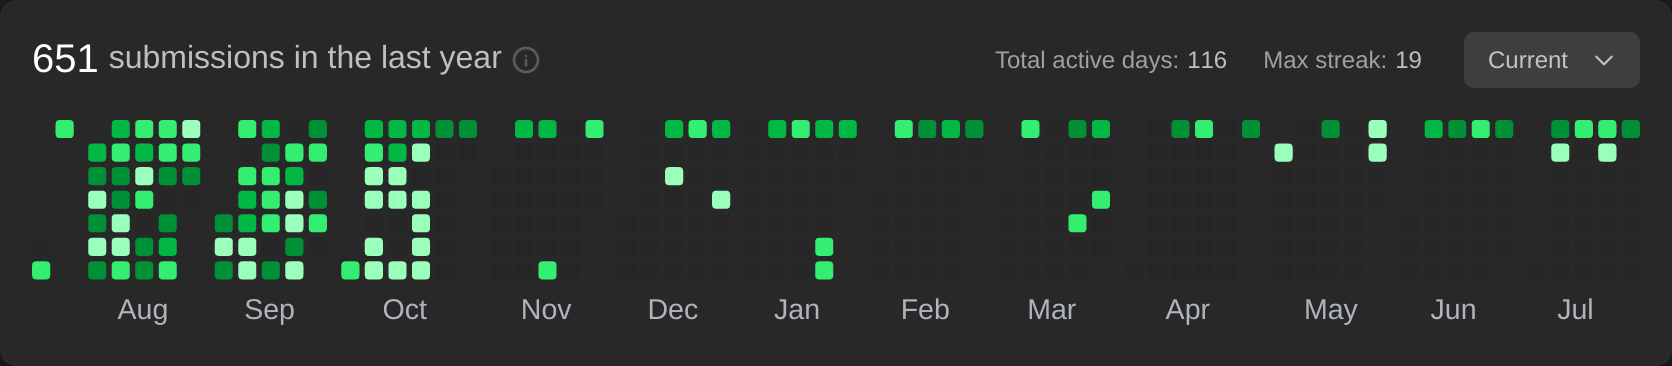 651 submissions in the last year Total active days: 116 Max streak: 19 Current
Aug Sep Oct Nov Dec Jan Feb Mar Apr May Jun Jul